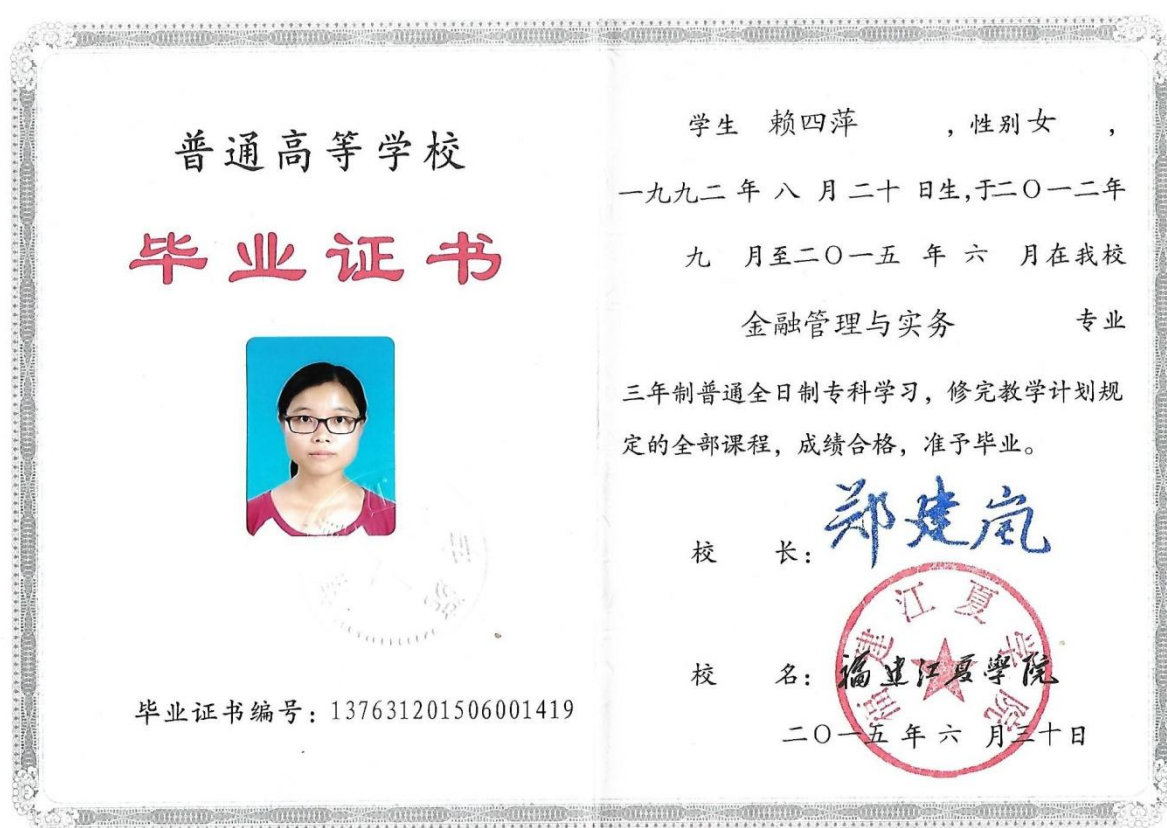 普通高等学校
毕业证书
毕业证书编号：137631201506001419
学生 赖四萍 ，性别女 ，
一九九二 年 八 月 二十 日生,于二〇一二年
九 月至二〇一五 年 六 月在我校
金融管理与实务 专业
三年制普通全日制专科学习，修完教学计划规
定的全部课程，成绩合格，准予毕业。
郑建岚
校 长：
福建江夏学院
校 名：福建江夏學院
二〇一五 年 六 月三十日